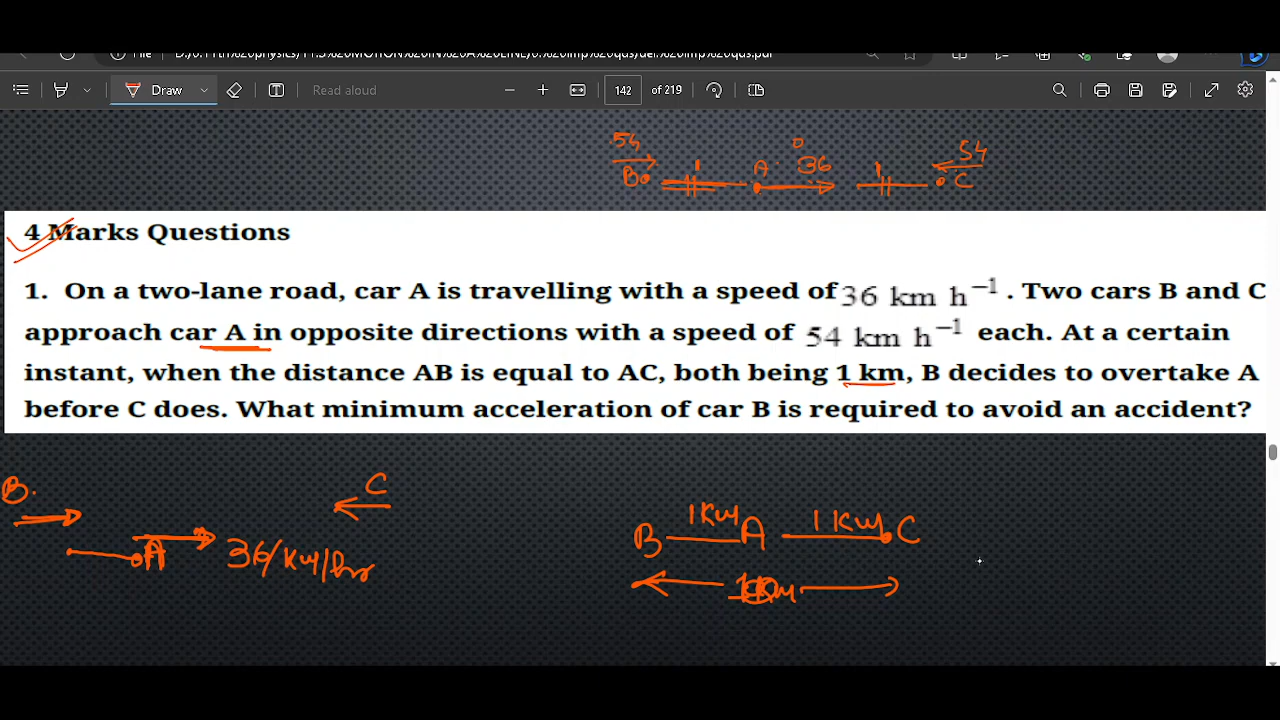 Draw
Read aloud
142 of 219
54 A 36 54
B 1 1 C
4 Marks Questions
1. On a two-lane road, car A is travelling with a speed of 36 km h⁻¹. Two cars B and C
approach car A in opposite directions with a speed of 54 km h⁻¹ each. At a certain
instant, when the distance AB is equal to AC, both being 1 km, B decides to overtake A
before C does. What minimum acceleration of car B is required to avoid an accident?
B C
A 36/km/hr
B 1 km A 1 km C